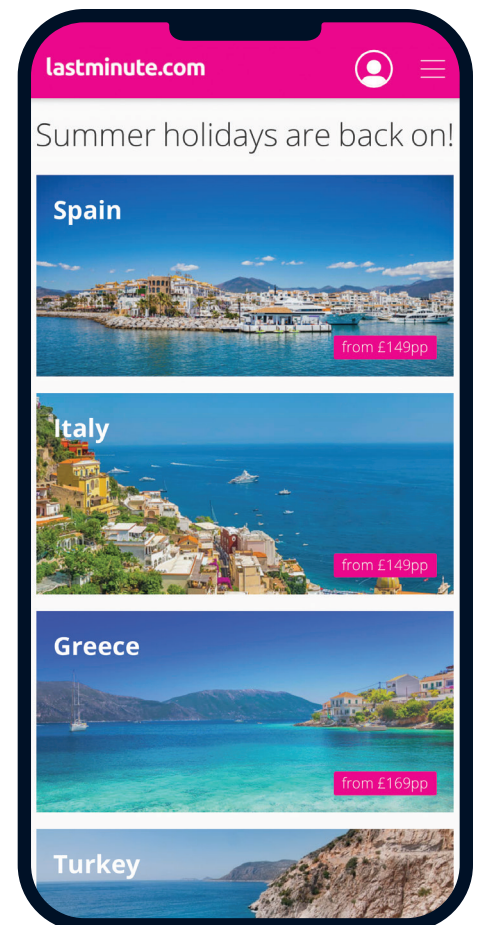 lastminute.com
Summer holidays are back on!
Spain
from £149pp
Italy
from £149pp
Greece
from £169pp
Turkey